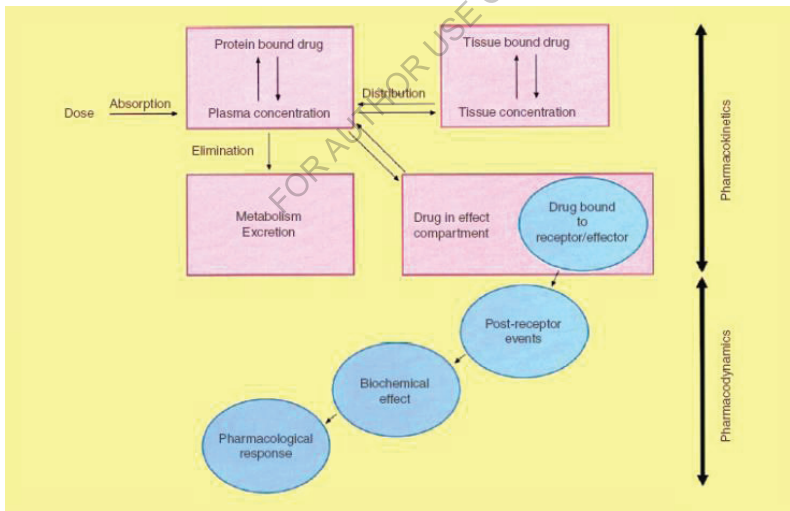 Protein bound drug
Tissue bound drug
Distribution
Absorption
Dose
Plasma concentration
Tissue concentration
Elimination
Metabolism
Excretion
Drug in effect
compartment
Drug bound
to
receptor/effector
Post-receptor
events
Biochemical
effect
Pharmacological
response
Pharmacokinetics
Pharmacodynamics
FOR AUTHOR USE O